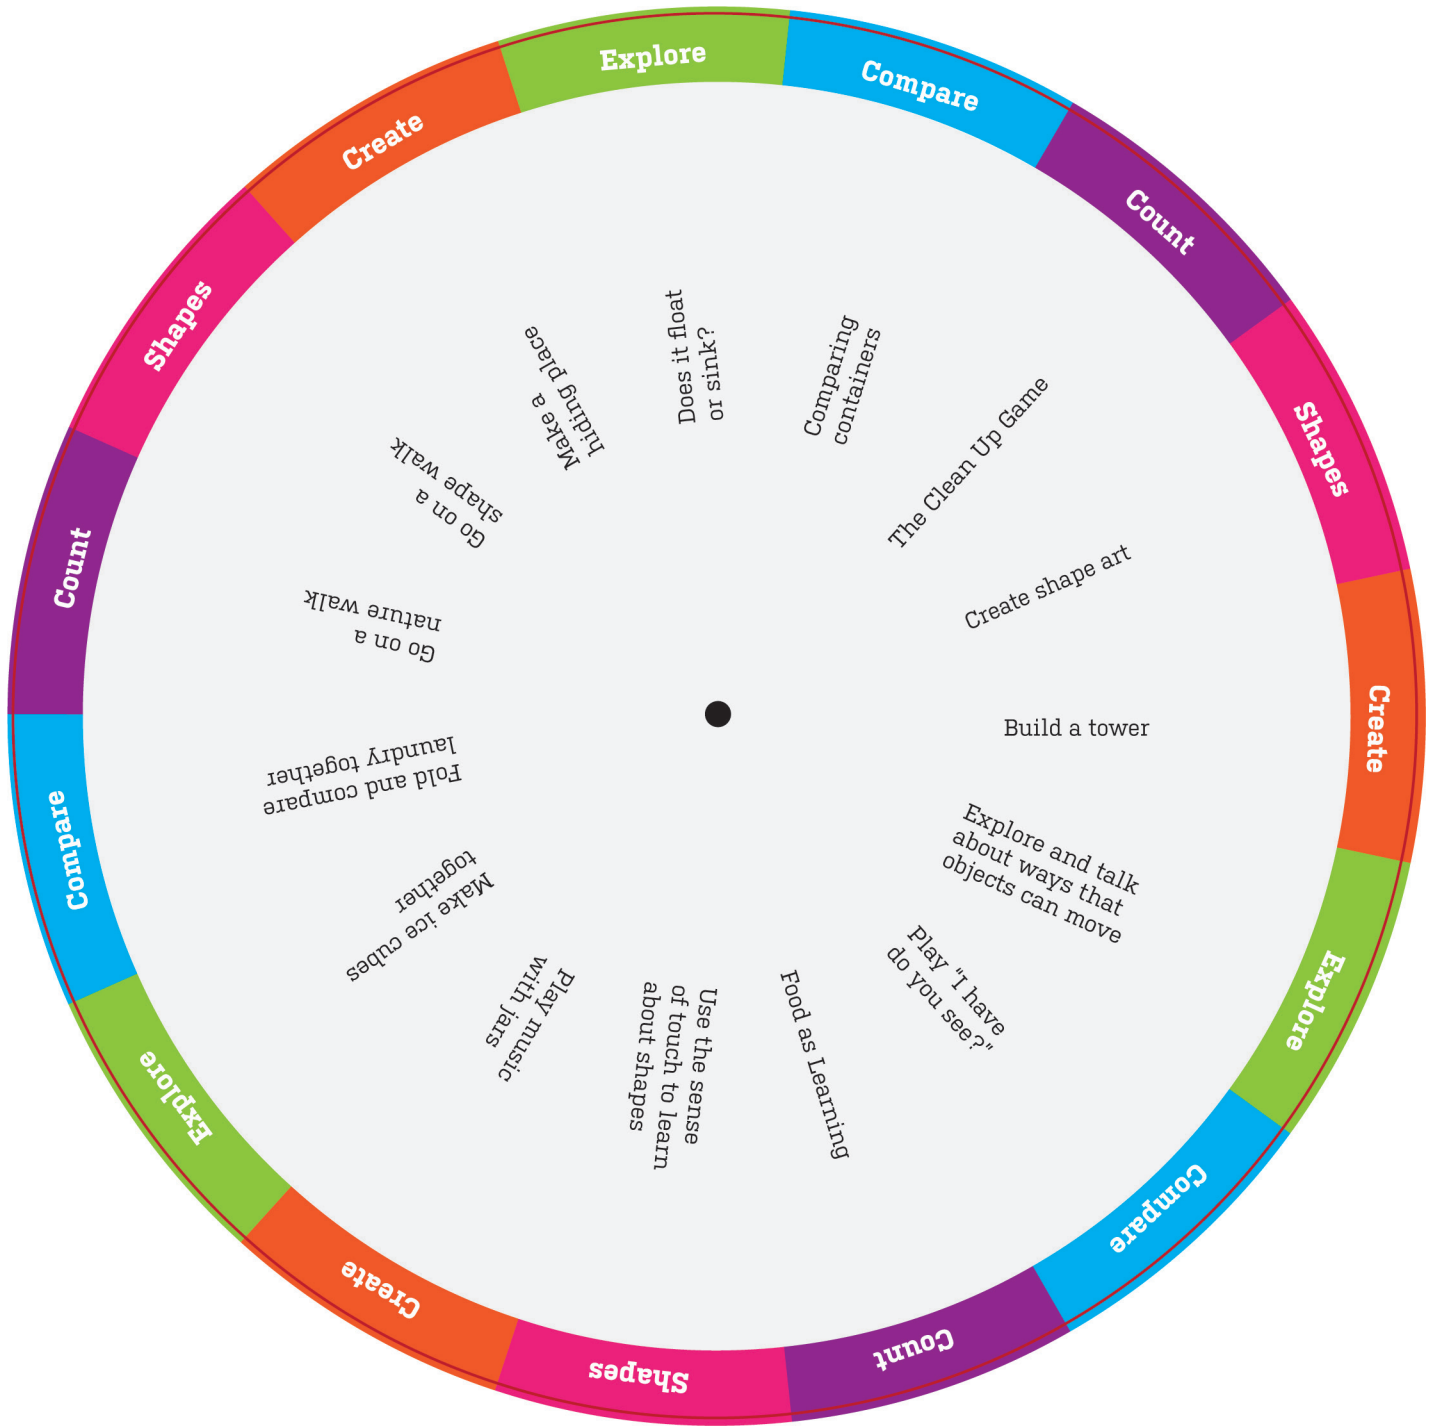 Explore
Compare
Count
Shapes
Create
Explore
Compare
Count
Shapes
Create
Explore
Compare
Count
Shapes
Create
Does it float
or sink?
Comparing
containers
The Clean Up Game
Create shape art
Build a tower
Explore and talk
about ways that
objects can move
Play “I have
do you see?”
Food as Learning
Use the sense
of touch to learn
about shapes
Play music
with jars
Make ice cubes
together
Fold and compare
laundry together
Go on a
nature walk
Go on a
shape walk
Make a
hiding place